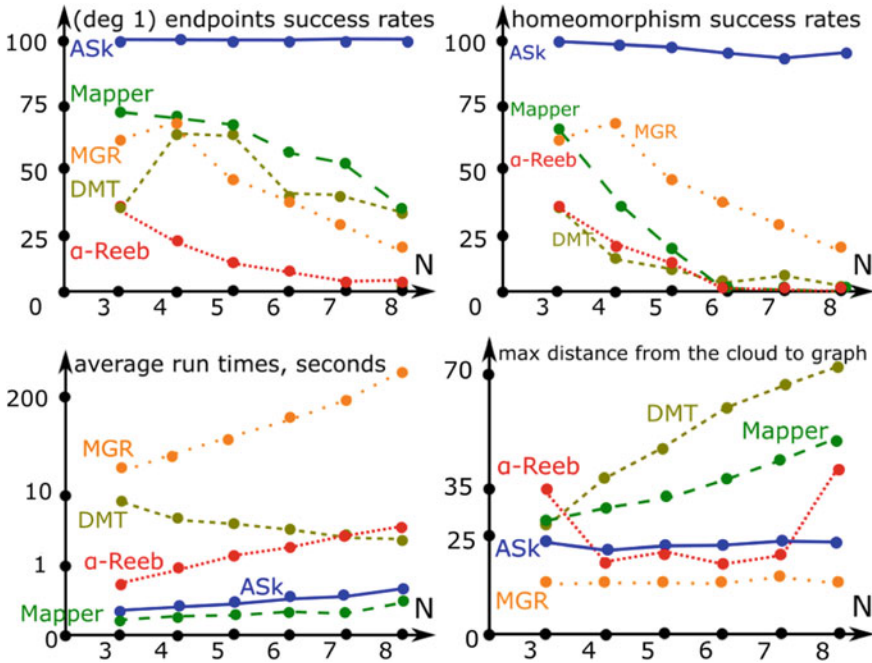 (deg 1) endpoints success rates
100
ASk
75
Mapper
MGR
50
DMT
25
α-Reeb
N
0
3 4 5 6 7 8
homeomorphism success rates
100
ASk
75
Mapper
MGR
α-Reeb
50
25
DMT
N
0
3 4 5 6 7 8
average run times, seconds
200
MGR
10
DMT
1
α-Reeb
ASk
Mapper
N
0
3 4 5 6 7 8
max distance from the cloud to graph
70
DMT
Mapper
α-Reeb
35
25
ASk
MGR
N
0
3 4 5 6 7 8